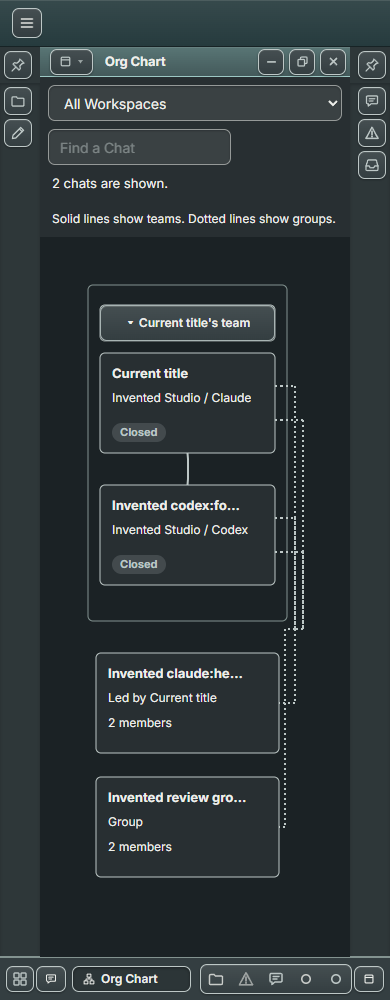 Org Chart
All Workspaces
Find a Chat
2 chats are shown.
Solid lines show teams. Dotted lines show groups.
Current title's team
Current title
Invented Studio / Claude
Closed
Invented codex:fo...
Invented Studio / Codex
Closed
Invented claude:he...
Led by Current title
2 members
Invented review gro...
Group
2 members
Org Chart